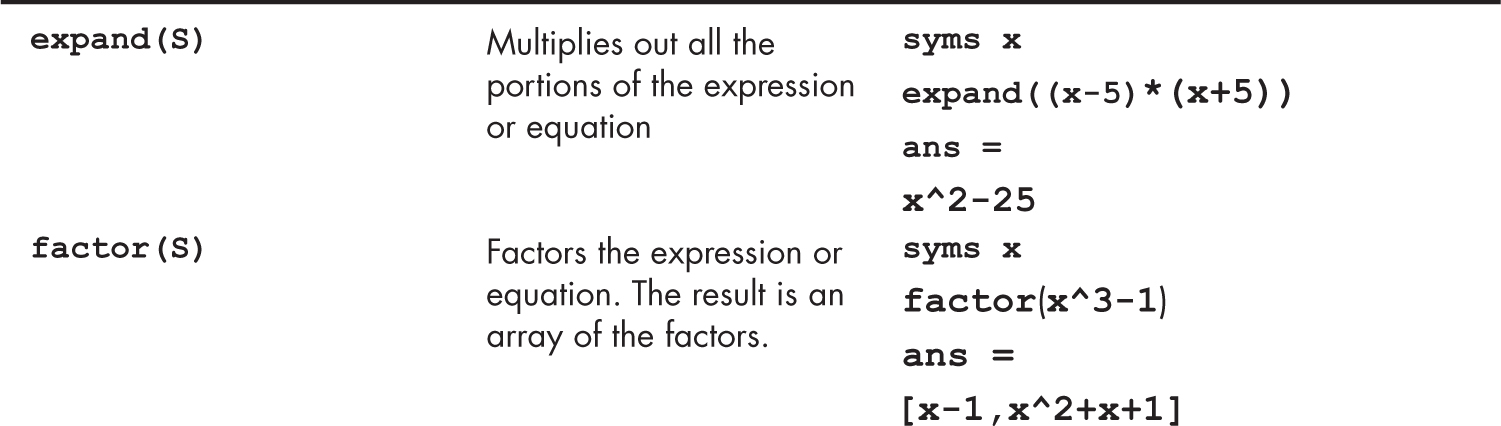 expand(S)
Multiplies out all the
portions of the expression
or equation
syms x
expand((x-5)*(x+5))
ans =
x^2-25
factor(S)
Factors the expression or
equation. The result is an
array of the factors.
syms x
factor(x^3-1)
ans =
[x-1,x^2+x+1]